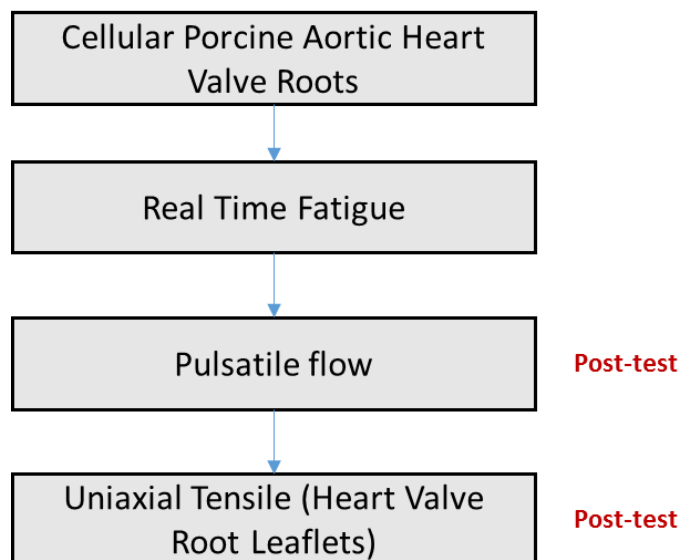 Cellular Porcine Aortic Heart
Valve Roots
Real Time Fatigue
Pulsatile flow
Post-test
Uniaxial Tensile (Heart Valve
Root Leaflets)
Post-test